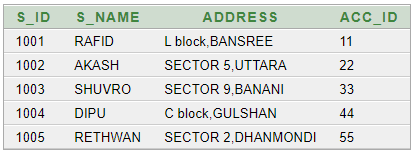 S_ID S_NAME ADDRESS ACC_ID
1001 RAFID L block,BANSREE 11
1002 AKASH SECTOR 5,UTTARA 22
1003 SHUVRO SECTOR 9,BANANI 33
1004 DIPU C block,GULSHAN 44
1005 RETHWAN SECTOR 2,DHANMONDI 55